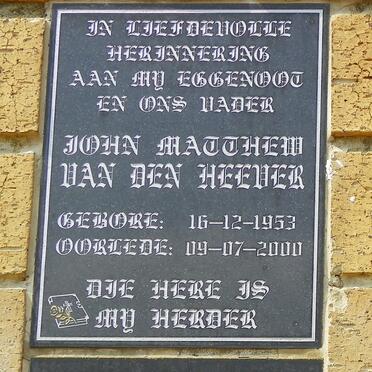 IN LIEFDEVOLLE
HERINNERING
AAN MY EGGENOOT
EN ONS VADER
JOHN MATTHEW
VAN DEN HEEVER
GEBORE: 16-12-1953
OORLEDE: 09-07-2000
DIE HERE IS
MY HERDER